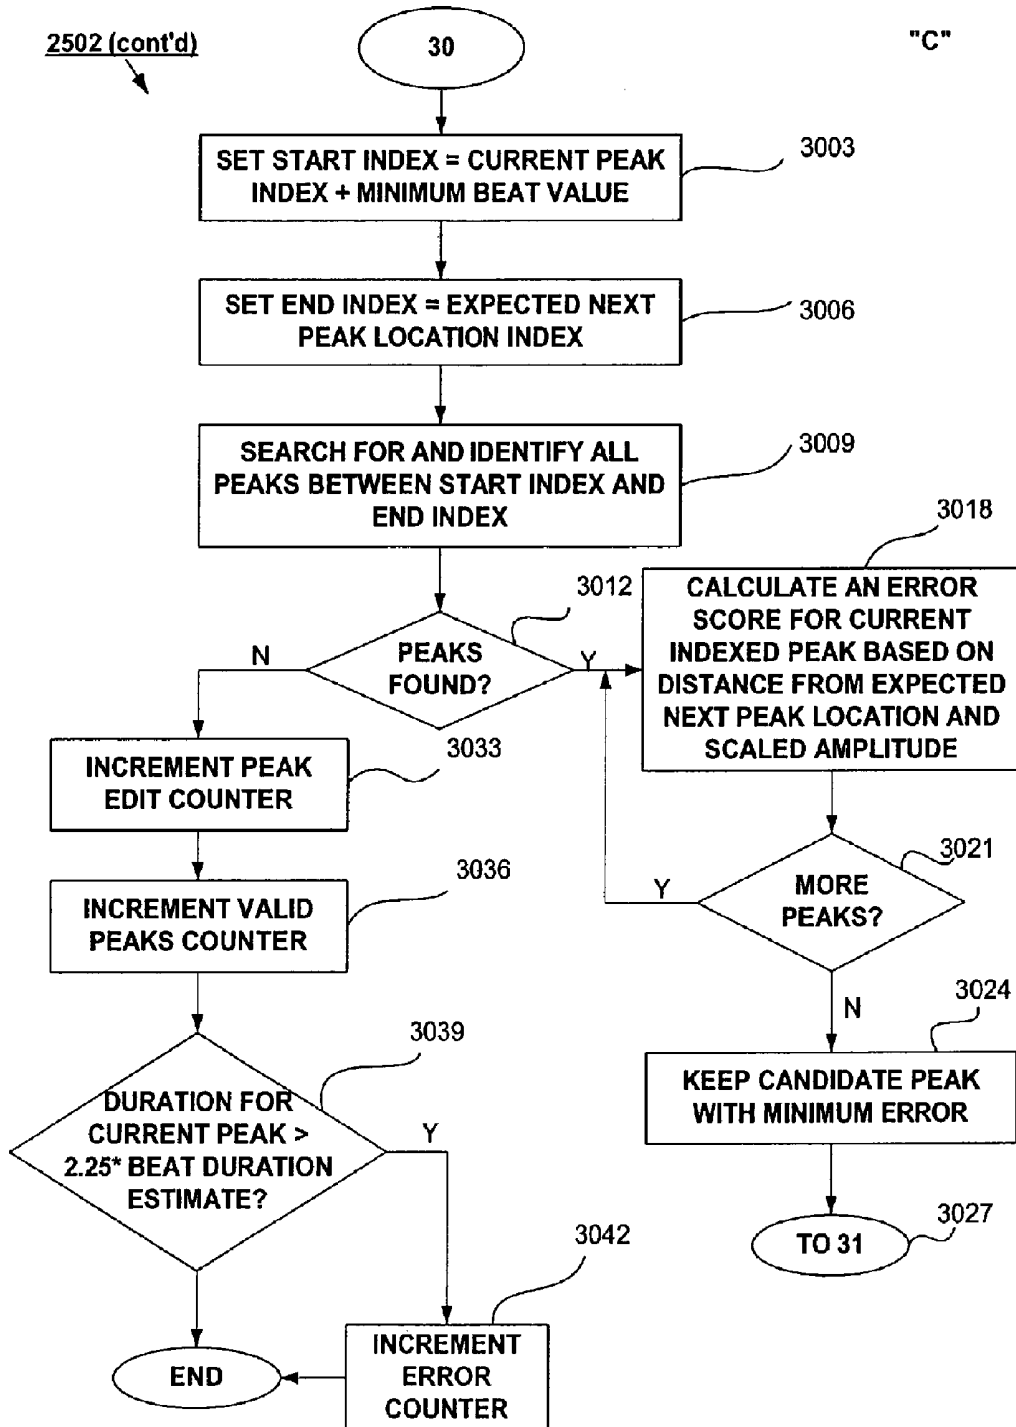 2502 (cont'd)
30
"C"
SET START INDEX = CURRENT PEAK
INDEX + MINIMUM BEAT VALUE
3003
SET END INDEX = EXPECTED NEXT
PEAK LOCATION INDEX
3006
SEARCH FOR AND IDENTIFY ALL
PEAKS BETWEEN START INDEX AND
END INDEX
3009
PEAKS
FOUND?
3012
N
Y
CALCULATE AN ERROR
SCORE FOR CURRENT
INDEXED PEAK BASED ON
DISTANCE FROM EXPECTED
NEXT PEAK LOCATION AND
SCALED AMPLITUDE
3018
INCREMENT PEAK
EDIT COUNTER
3033
INCREMENT VALID
PEAKS COUNTER
3036
MORE
PEAKS?
3021
Y
N
DURATION FOR
CURRENT PEAK >
2.25* BEAT DURATION
ESTIMATE?
3039
Y
KEEP CANDIDATE PEAK
WITH MINIMUM ERROR
3024
TO 31
3027
INCREMENT
ERROR
COUNTER
3042
END